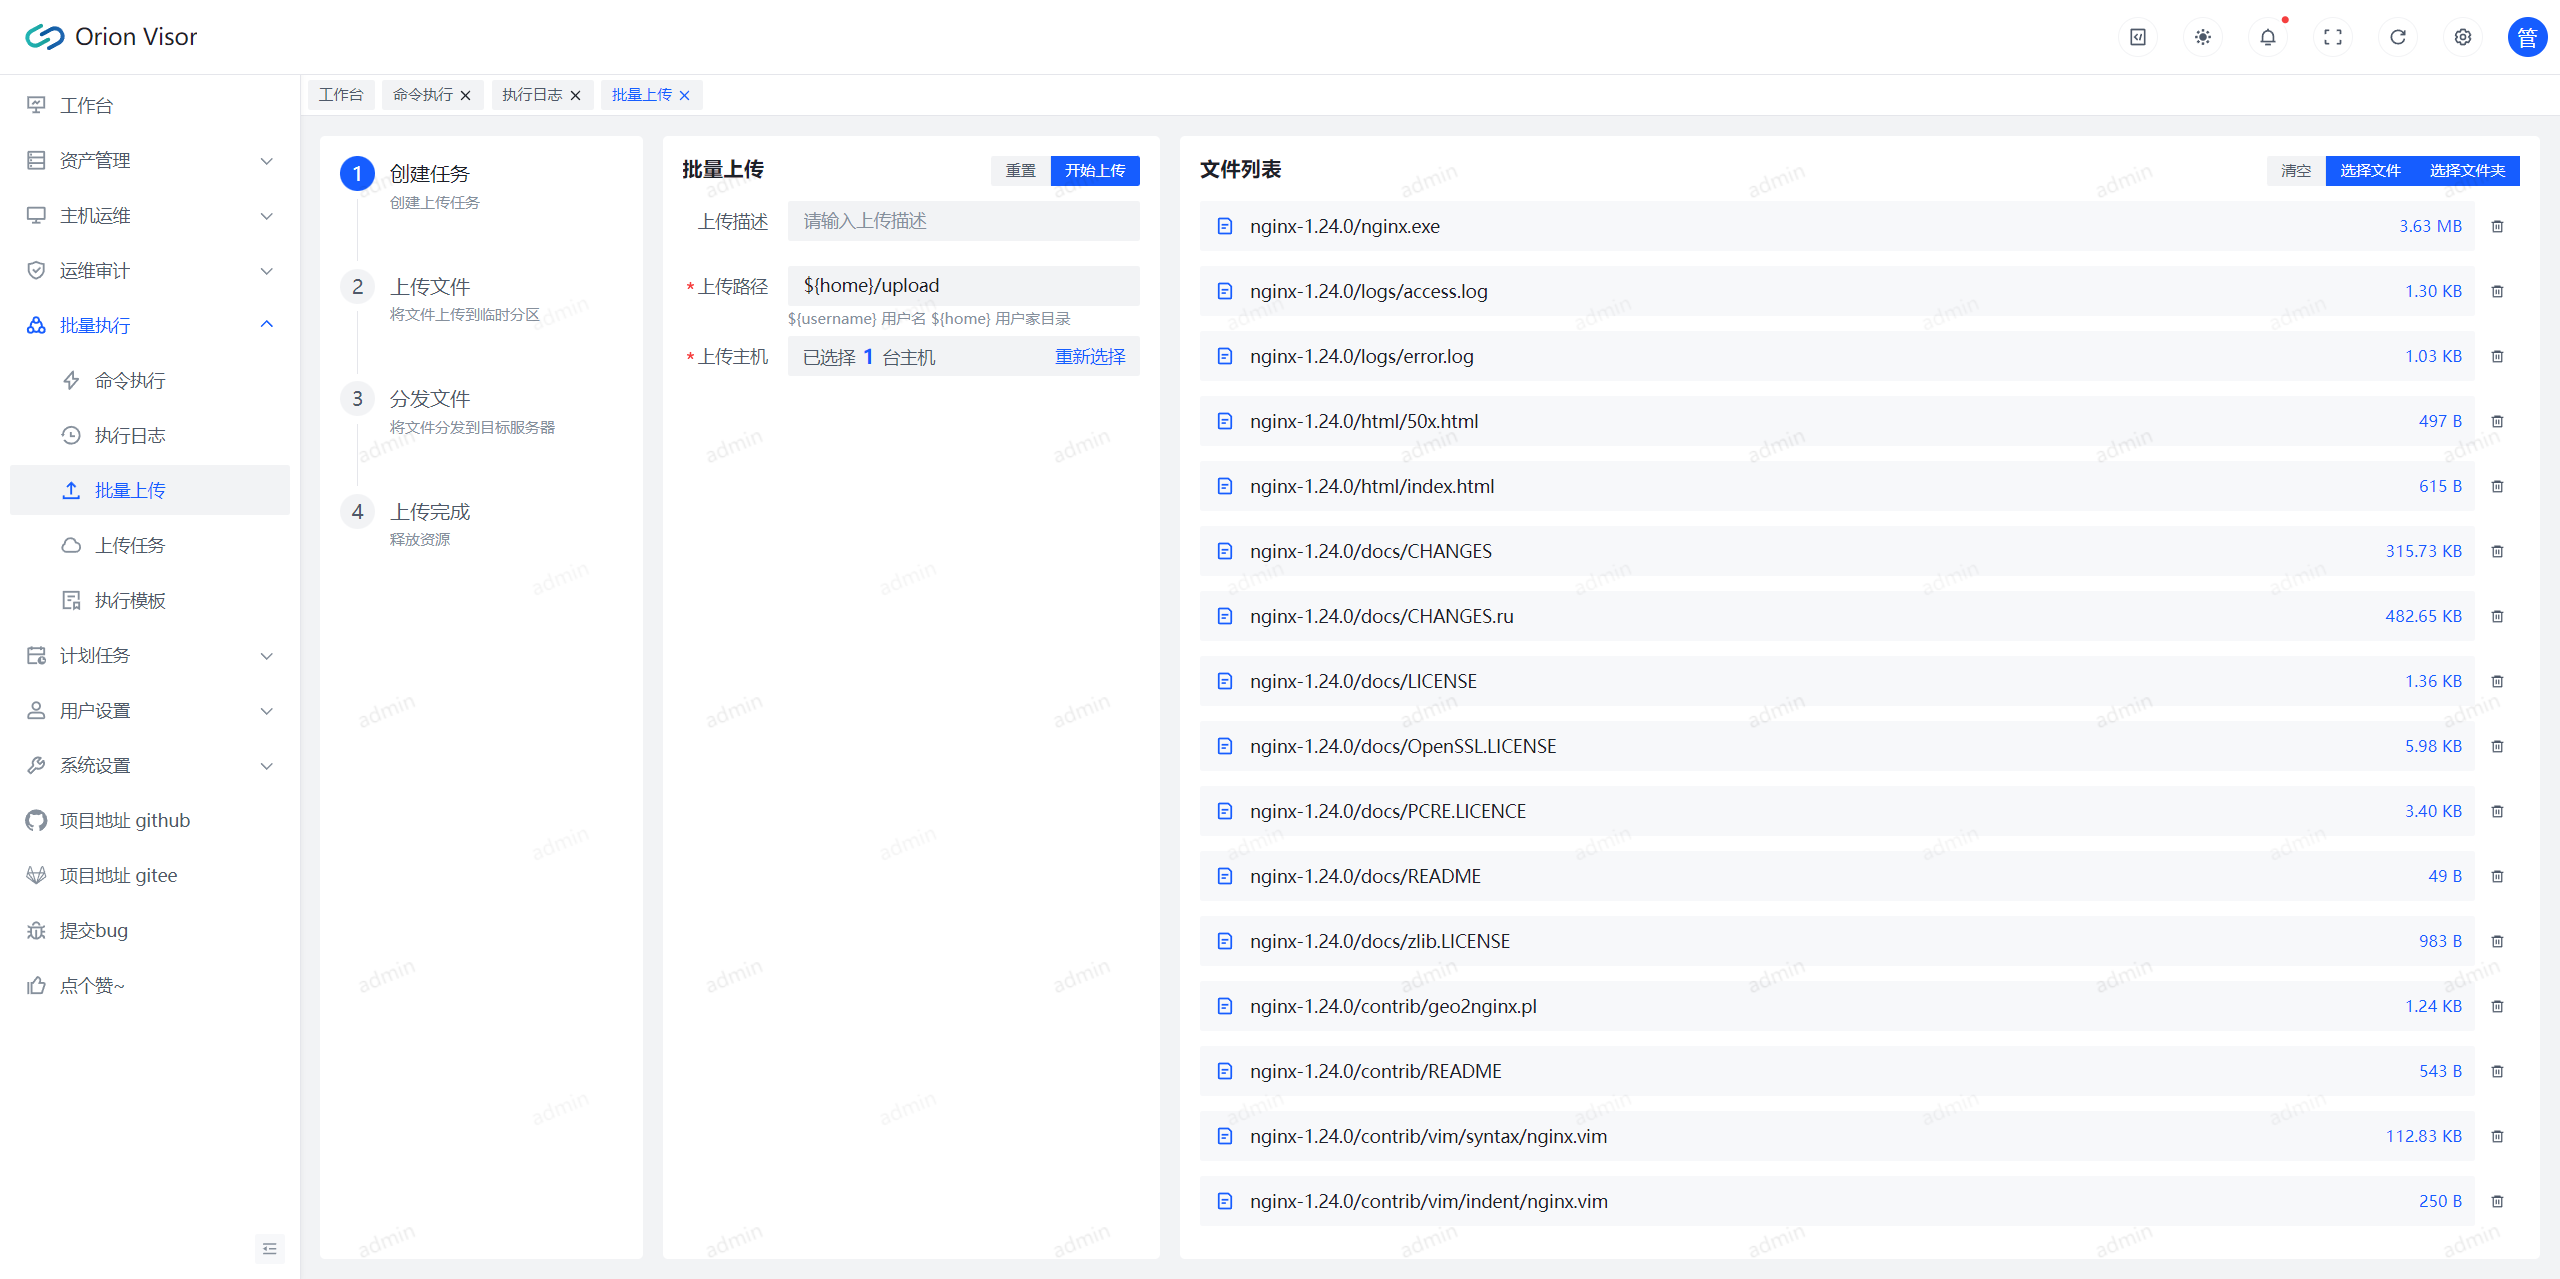 Orion Visor
管
工作台
资产管理
主机运维
运维审计
批量执行
命令执行
执行日志
批量上传
上传任务
执行模板
计划任务
用户设置
系统设置
项目地址 github
项目地址 gitee
提交bug
点个赞~
工作台 命令执行 执行日志 批量上传
1 创建任务
创建上传任务
2 上传文件
将文件上传到临时分区
3 分发文件
将文件分发到目标服务器
4 上传完成
释放资源
批量上传 重置 开始上传
上传描述 请输入上传描述
*上传路径 ${home}/upload
${username} 用户名 ${home} 用户家目录
*上传主机 已选择 1 台主机 重新选择
文件列表 清空 选择文件 选择文件夹
nginx-1.24.0/nginx.exe 3.63 MB
nginx-1.24.0/logs/access.log 1.30 KB
nginx-1.24.0/logs/error.log 1.03 KB
nginx-1.24.0/html/50x.html 497 B
nginx-1.24.0/html/index.html 615 B
nginx-1.24.0/docs/CHANGES 315.73 KB
nginx-1.24.0/docs/CHANGES.ru 482.65 KB
nginx-1.24.0/docs/LICENSE 1.36 KB
nginx-1.24.0/docs/OpenSSL.LICENSE 5.98 KB
nginx-1.24.0/docs/PCRE.LICENCE 3.40 KB
nginx-1.24.0/docs/README 49 B
nginx-1.24.0/docs/zlib.LICENSE 983 B
nginx-1.24.0/contrib/geo2nginx.pl 1.24 KB
nginx-1.24.0/contrib/README 543 B
nginx-1.24.0/contrib/vim/syntax/nginx.vim 112.83 KB
nginx-1.24.0/contrib/vim/indent/nginx.vim 250 B
admin